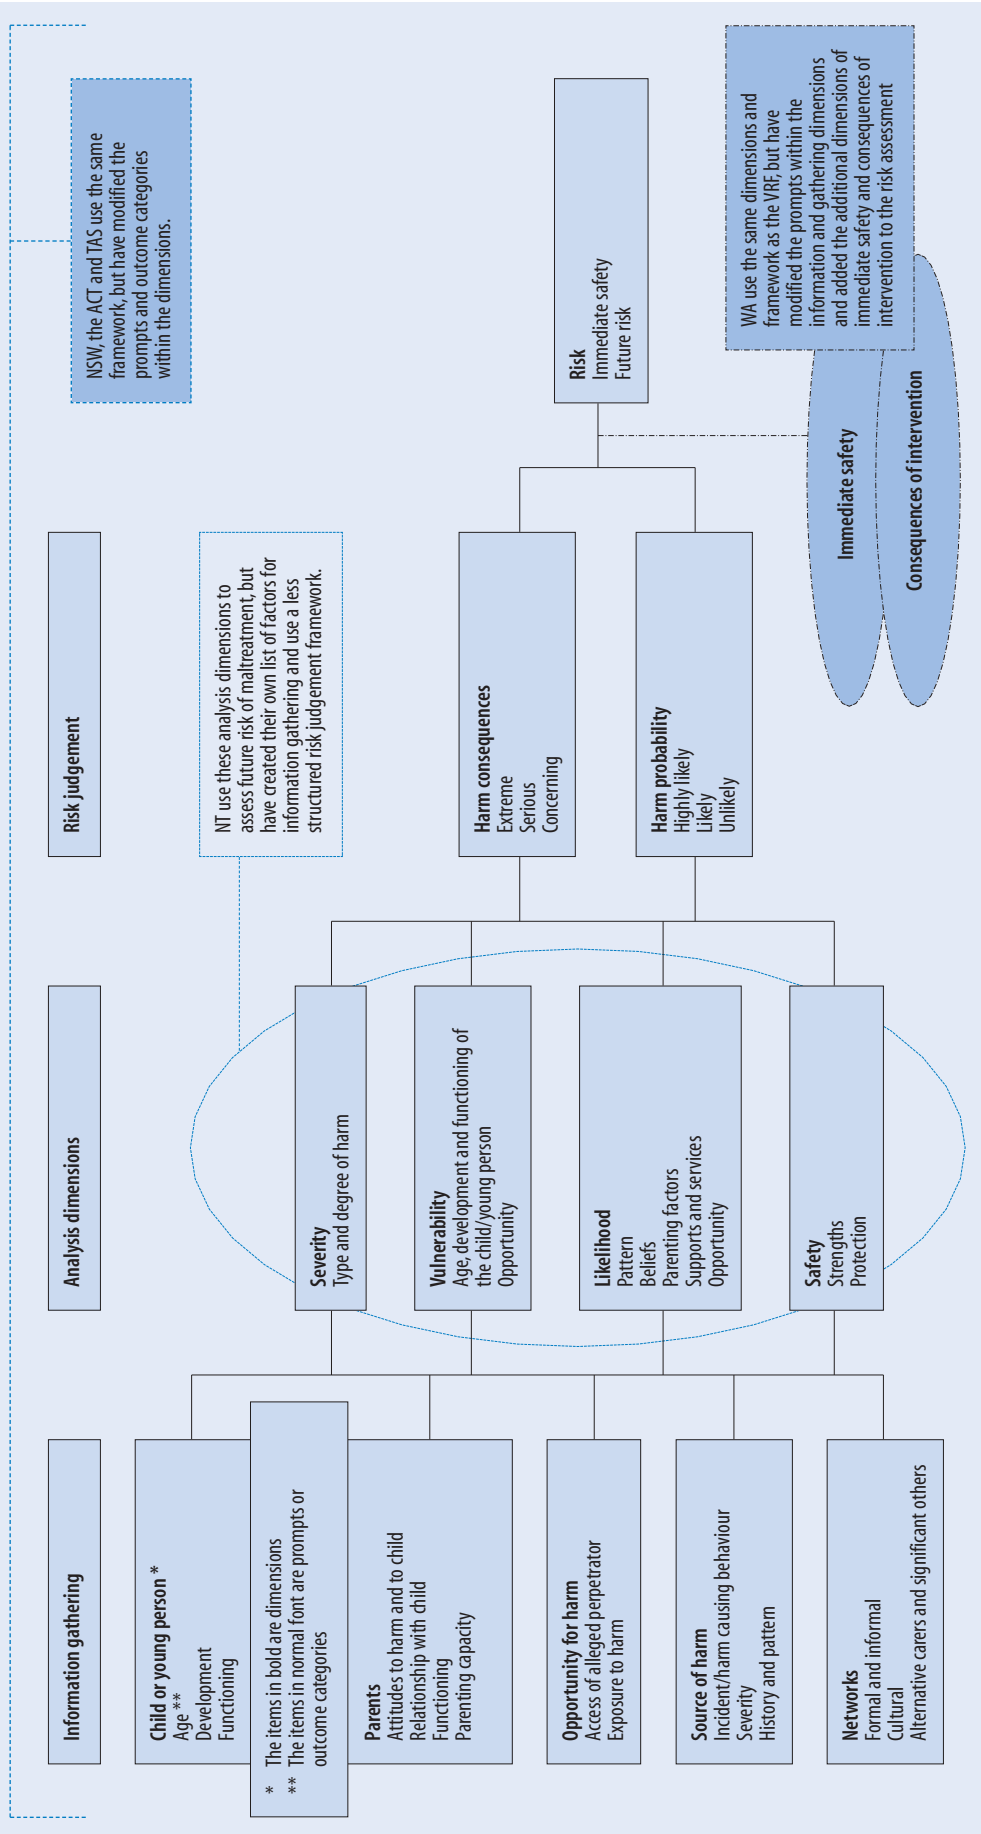 NSW, the ACT and TAS use the same
framework, but have modified the
prompts and outcome categories
within the dimensions.
Information gathering
Analysis dimensions
Risk judgement
NT use these analysis dimensions to
assess future risk of maltreatment, but
have created their own list of factors for
information gathering and use a less
structured risk judgement framework.
Child or young person *
Age **
Development
Functioning
* The items in bold are dimensions
** The items in normal font are prompts or
outcome categories
Parents
Attitudes to harm and to child
Relationship with child
Functioning
Parenting capacity
Opportunity for harm
Access of alleged perpetrator
Exposure to harm
Source of harm
Incident/harm causing behaviour
Severity
History and pattern
Networks
Formal and informal
Cultural
Alternative carers and significant others
Severity
Type and degree of harm
Vulnerability
Age, development and functioning of
the child/young person
Opportunity
Likelihood
Pattern
Beliefs
Parenting factors
Supports and services
Opportunity
Safety
Strengths
Protection
Harm consequences
Extreme
Serious
Concerning
Harm probability
Highly likely
Likely
Unlikely
Risk
Immediate safety
Future risk
Immediate safety
Consequences of intervention
WA use the same dimensions and
framework as the VRF, but have
modified the prompts within the
information and gathering dimensions
and added the additional dimensions of
immediate safety and consequences of
intervention to the risk assessment